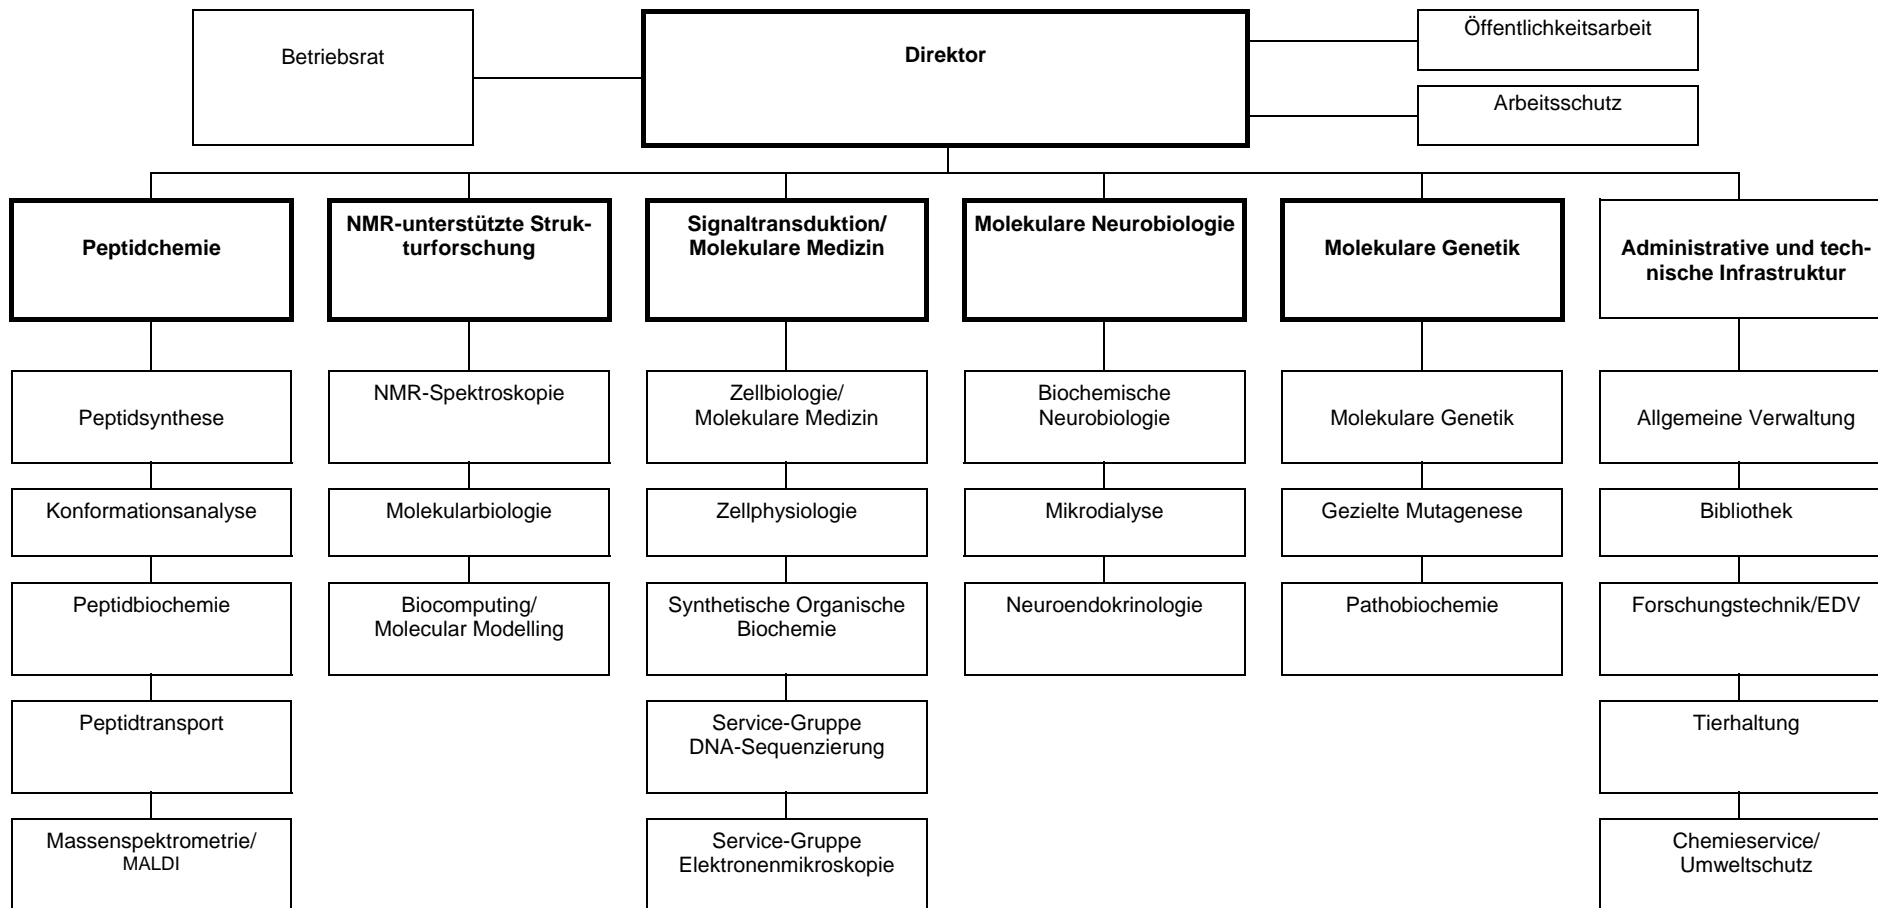 Betriebsrat
Direktor
Öffentlichkeitsarbeit
Arbeitsschutz
Peptidchemie
NMR-unterstützte Struk-
turforschung
Signaltransduktion/
Molekulare Medizin
Molekulare Neurobiologie
Molekulare Genetik
Administrative und tech-
nische Infrastruktur
Peptidsynthese
NMR-Spektroskopie
Zellbiologie/
Molekulare Medizin
Biochemische
Neurobiologie
Molekulare Genetik
Allgemeine Verwaltung
Konformationsanalyse
Molekularbiologie
Zellphysiologie
Mikrodialyse
Gezielte Mutagenese
Bibliothek
Peptidbiochemie
Biocomputing/
Molecular Modelling
Synthetische Organische
Biochemie
Neuroendokrinologie
Pathobiochemie
Forschungstechnik/EDV
Peptidtransport
Service-Gruppe
DNA-Sequenzierung
Tierhaltung
Massenspektrometrie/
MALDI
Service-Gruppe
Elektronenmikroskopie
Chemieservice/
Umweltschutz